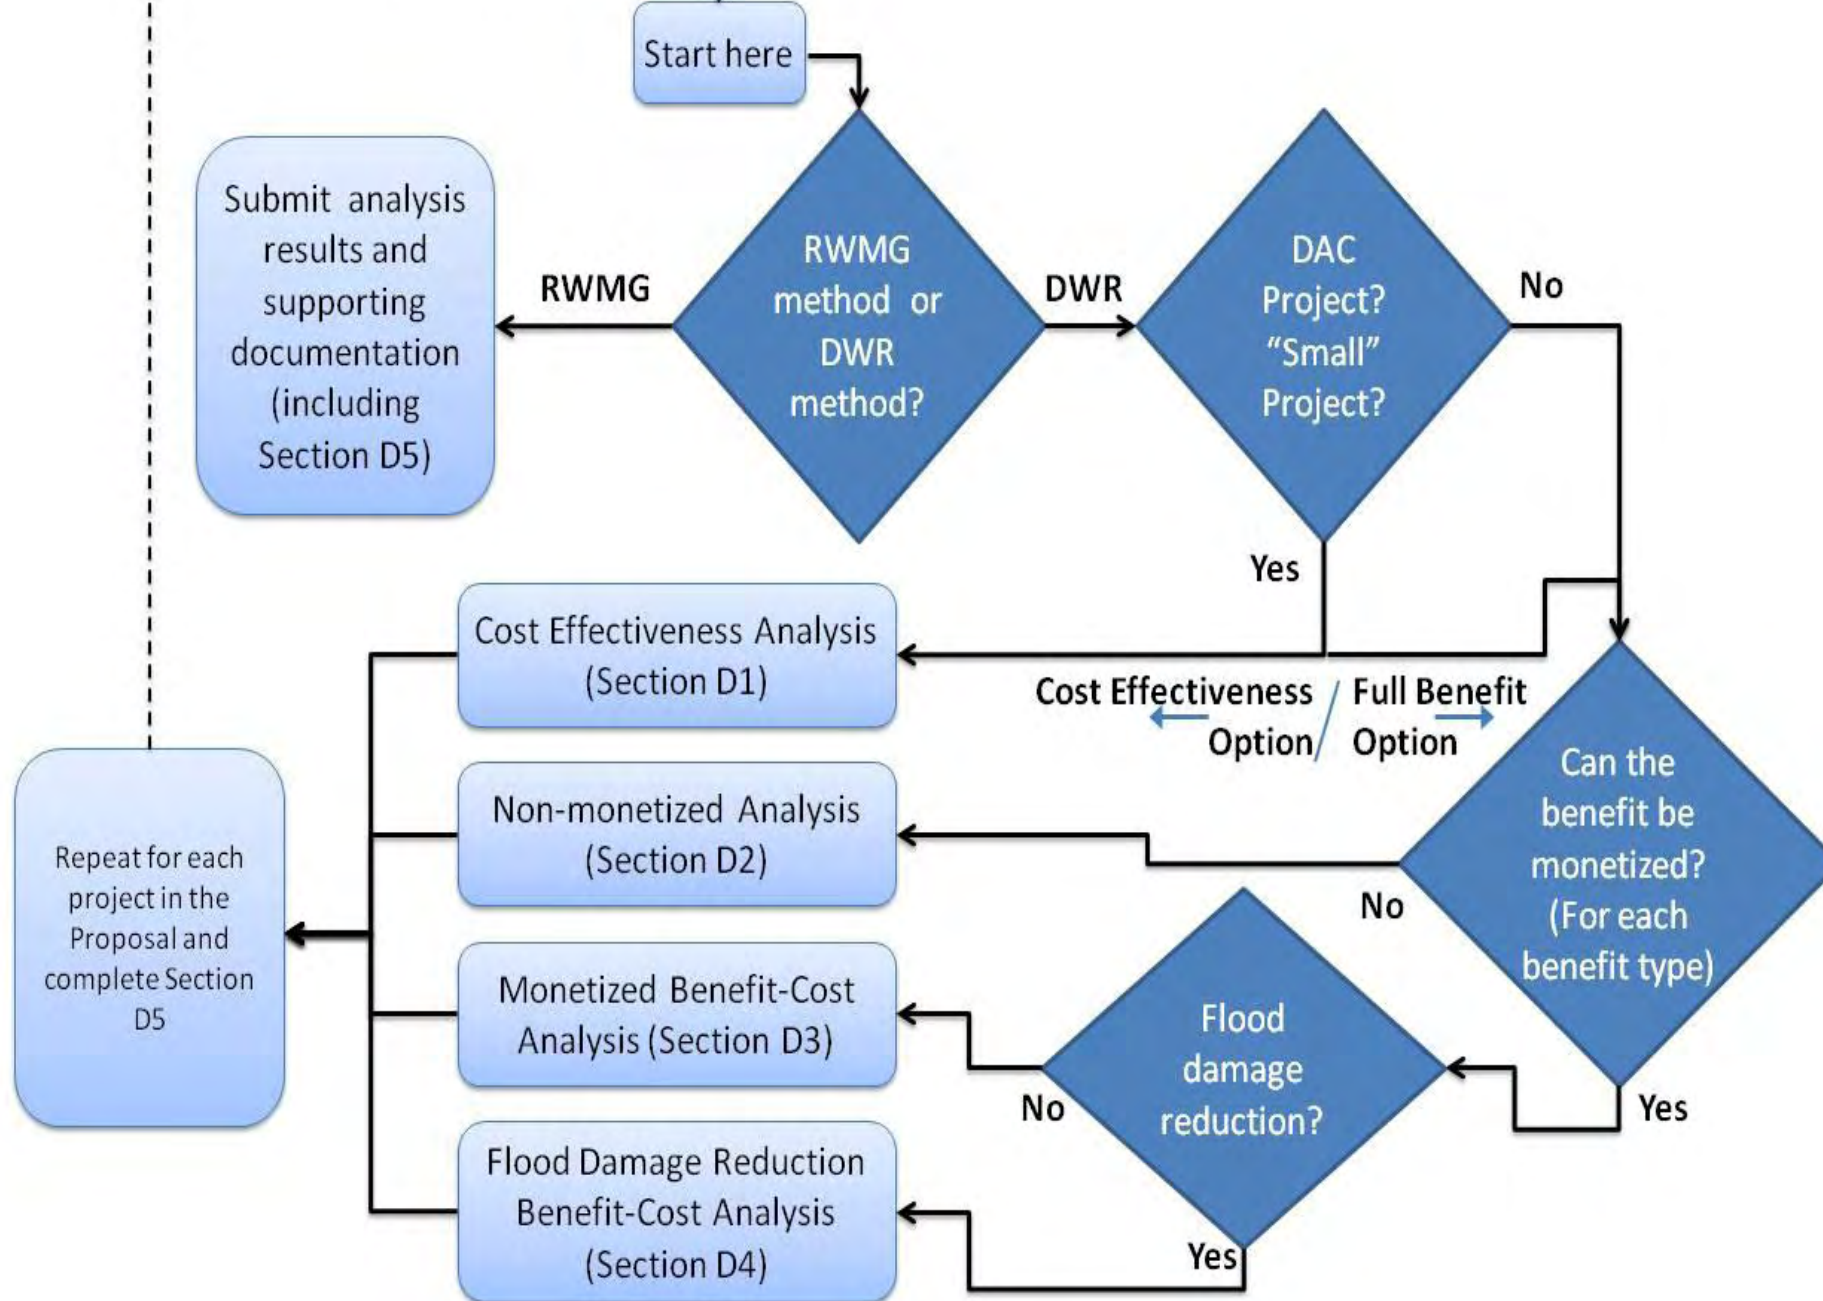 Start here
Submit analysis
results and
supporting
documentation
(including
Section D5)
RWMG
RWMG
method or
DWR
method?
DWR
DAC
Project?
“Small”
Project?
No
Yes
Cost Effectiveness Analysis
(Section D1)
Cost Effectiveness
Option
/
Full Benefit
Option
Non-monetized Analysis
(Section D2)
Can the
benefit be
monetized?
(For each
benefit type)
No
Yes
Repeat for each
project in the
Proposal and
complete Section
D5
Monetized Benefit-Cost
Analysis (Section D3)
Flood
damage
reduction?
No
Yes
Flood Damage Reduction
Benefit-Cost Analysis
(Section D4)